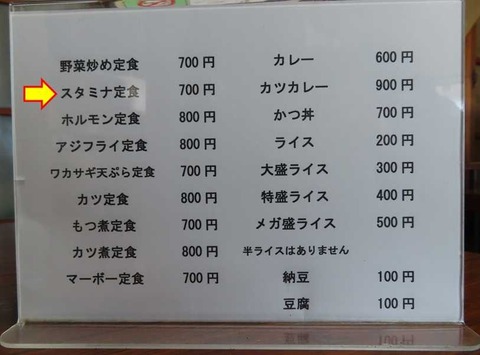 野菜炒め定食 700円
スタミナ定食 700円
ホルモン定食 800円
アジフライ定食 800円
ワカサギ天ぷら定食 700円
カツ定食 800円
もつ煮定食 700円
カツ煮定食 800円
マーボー定食 700円
カレー 600円
カツカレー 900円
かつ丼 700円
ライス 200円
大盛ライス 300円
特盛ライス 400円
メガ盛ライス 500円
半ライスはありません
納豆 100円
豆腐 100円